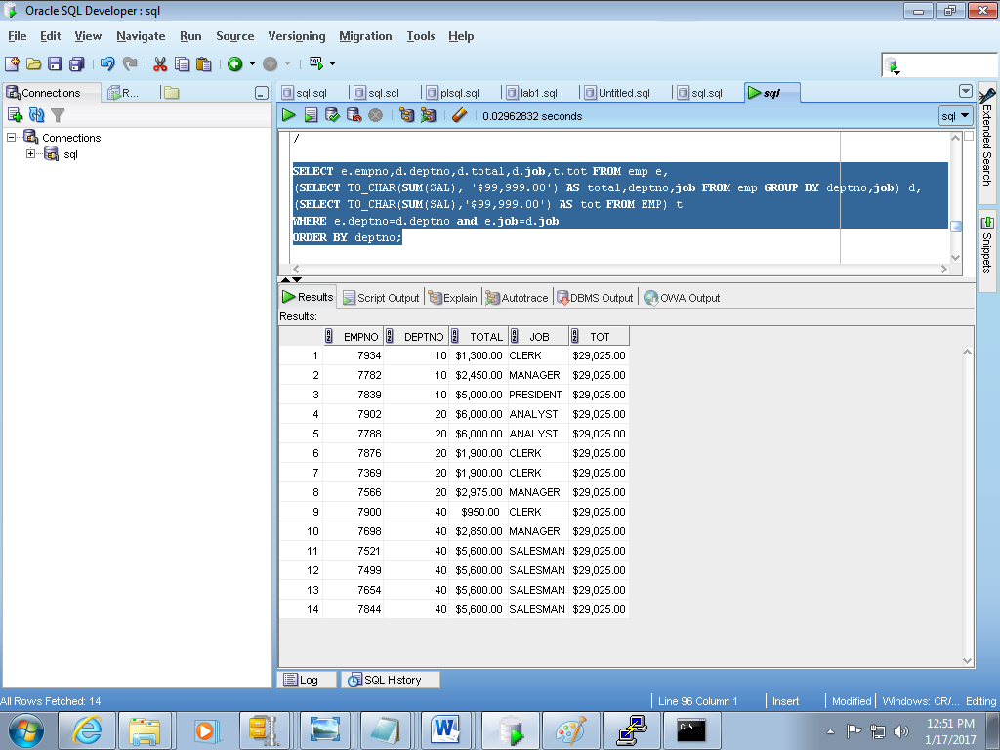 Oracle SQL Developer : sql
File Edit View Navigate Run Source Versioning Migration Tools Help
Connections R...
sql.sql sql.sql plsql.sql lab1.sql Untitled.sql sql.sql sql
0.02962832 seconds sql
Connections
sql
/
SELECT e.empno,d.deptno,d.total,d.job,t.tot FROM emp e,
(SELECT TO_CHAR(SUM(SAL), '$99,999.00') AS total,deptno,job FROM emp GROUP BY deptno,job) d,
(SELECT TO_CHAR(SUM(SAL),'$99,999.00') AS tot FROM EMP) t
WHERE e.deptno=d.deptno and e.job=d.job
ORDER BY deptno;
Extended Search
Snippets
Results Script Output Explain Autotrace DBMS Output OWA Output
Results:
EMPNO DEPTNO TOTAL JOB TOT
1 7934 10 $1,300.00 CLERK $29,025.00
2 7782 10 $2,450.00 MANAGER $29,025.00
3 7839 10 $5,000.00 PRESIDENT $29,025.00
4 7902 20 $6,000.00 ANALYST $29,025.00
5 7788 20 $6,000.00 ANALYST $29,025.00
6 7876 20 $1,900.00 CLERK $29,025.00
7 7369 20 $1,900.00 CLERK $29,025.00
8 7566 20 $2,975.00 MANAGER $29,025.00
9 7900 40 $950.00 CLERK $29,025.00
10 7698 40 $2,850.00 MANAGER $29,025.00
11 7521 40 $5,600.00 SALESMAN $29,025.00
12 7499 40 $5,600.00 SALESMAN $29,025.00
13 7654 40 $5,600.00 SALESMAN $29,025.00
14 7844 40 $5,600.00 SALESMAN $29,025.00
Log SQL History
All Rows Fetched: 14 Line 96 Column 1 Insert Modified Windows: CR/... Editing
12:51 PM
1/17/2017